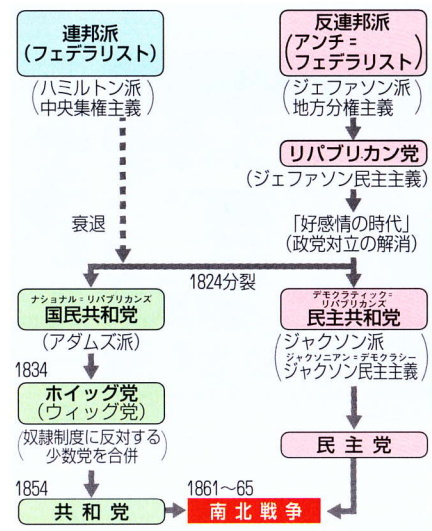 連邦派
(フェデラリスト)
(ハミルトン派
中央集権主義)
反連邦派
(アンチ＝
フェデラリスト)
(ジェファソン派
地方分権主義)
リパブリカン党
(ジェファソン民主主義)
衰退
「好感情の時代」
(政党対立の解消)
1824分裂
ナショナル＝リパブリカンズ
国民共和党
(アダムズ派)
デモクラティック＝
リパブリカンズ
民主共和党
(ジャクソン派
ジャクソニアン＝デモクラシー
ジャクソン民主主義)
1834
ホイッグ党
(ウィッグ党)
(奴隷制度に反対する
少数党を合併)
民主党
1854
共和党
1861〜65
南北戦争